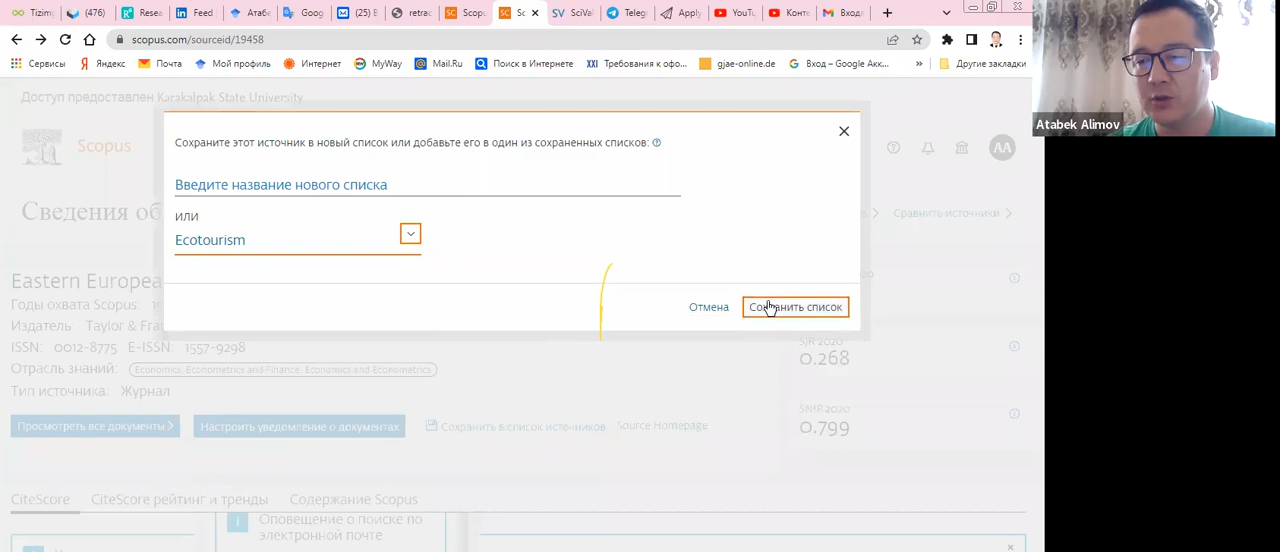 Tizimg
(476)
Resea
Feed
Атабе
Goog
(25) В
retrac
Scopu
Sc
SciVal
Telegr
Apply
YouTu
Конте
Входя
scopus.com/sourceid/19458
Сервисы
Яндекс
Почта
Мой профиль
Интернет
MyWay
Mail.Ru
Поиск в Интернете
XXI Требования к офо...
gjae-online.de
Вход – Google Акк...
»
Другие закладки
Atabek Alimov
Доступ предоставлен Karakalpak State University
Scopus
AA
Сохраните этот источник в новый список или добавьте его в один из сохраненных списков:
Введите название нового списка
или
Ecotourism
Отмена
Сохранить список
Сведения об
Сравнить источники
Eastern Europea
Годы охвата Scopus:
Издатель: Taylor & Fran
ISSN: 0012-8775 E-ISSN: 1557-9298
Отрасль знаний: Economics, Econometrics and Finance: Economics and Econometrics
Тип источника: Журнал
SJR 2020
0.268
SNIP 2020
0.799
Просмотреть все документы
Настроить уведомление о документах
Сохранить в список источников
Source Homepage
CiteScore
CiteScore рейтинг и тренды
Содержание Scopus
Оповещение о поиске по
электронной почте